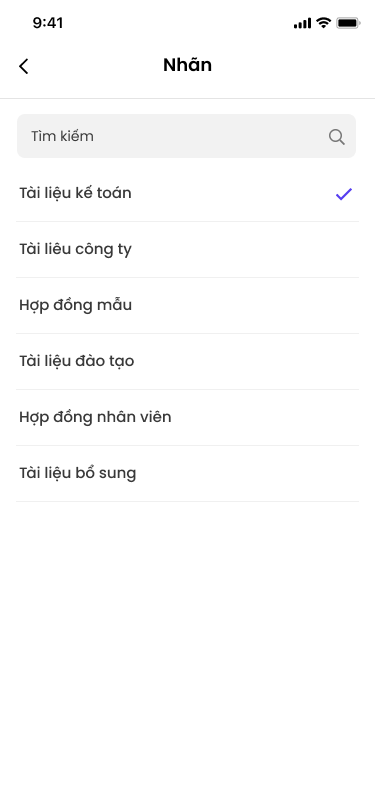 9:41
Nhãn
Tìm kiếm
Tài liệu kế toán
Tài liêu công ty
Hợp đồng mẫu
Tài liệu đào tạo
Hợp đồng nhân viên
Tài liệu bổ sung